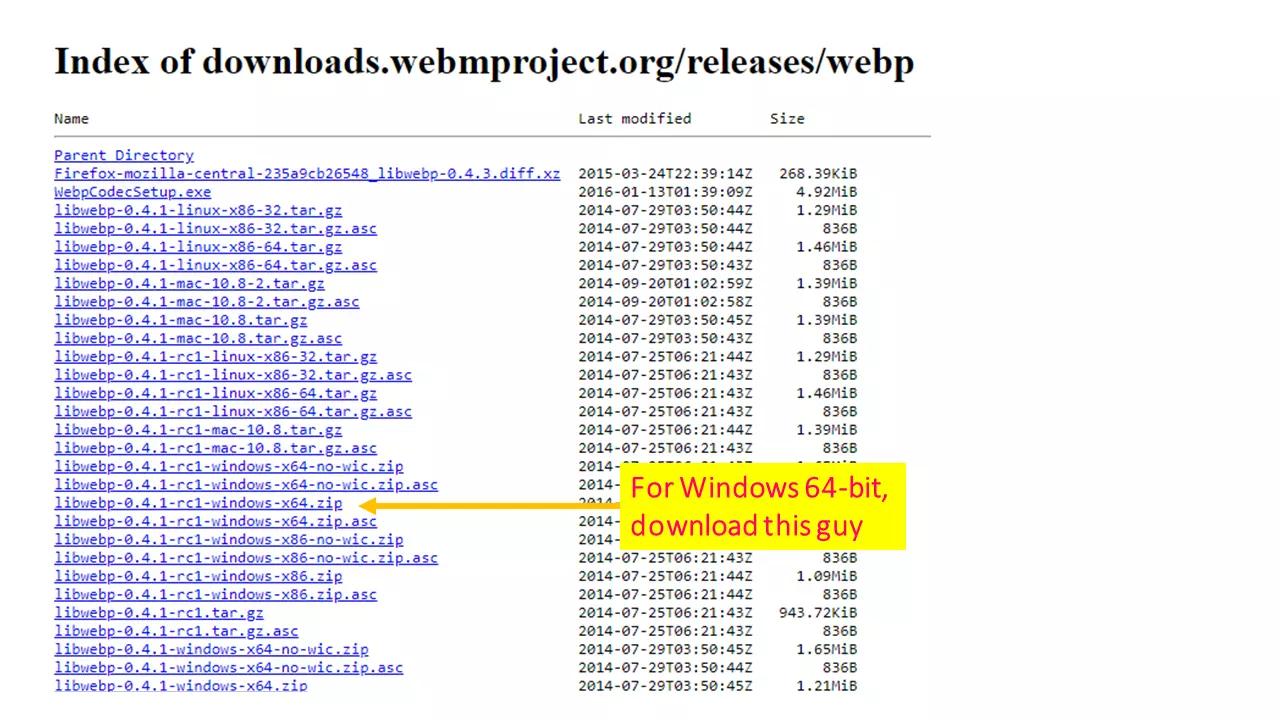 Index of downloads.webmproject.org/releases/webp
Name Last modified Size
Parent Directory
Firefox-mozilla-central-235a9cb26548_libwebp-0.4.3.diff.xz 2015-03-24T22:39:14Z 268.39KiB
WebpCodecSetup.exe 2016-01-13T01:39:09Z 4.92MiB
libwebp-0.4.1-linux-x86-32.tar.gz 2014-07-29T03:50:44Z 1.29MiB
libwebp-0.4.1-linux-x86-32.tar.gz.asc 2014-07-29T03:50:44Z 836B
libwebp-0.4.1-linux-x86-64.tar.gz 2014-07-29T03:50:44Z 1.46MiB
libwebp-0.4.1-linux-x86-64.tar.gz.asc 2014-07-29T03:50:43Z 836B
libwebp-0.4.1-mac-10.8-2.tar.gz 2014-09-20T01:02:59Z 1.39MiB
libwebp-0.4.1-mac-10.8-2.tar.gz.asc 2014-09-20T01:02:58Z 836B
libwebp-0.4.1-mac-10.8.tar.gz 2014-07-29T03:50:45Z 1.39MiB
libwebp-0.4.1-mac-10.8.tar.gz.asc 2014-07-29T03:50:43Z 836B
libwebp-0.4.1-rc1-linux-x86-32.tar.gz 2014-07-25T06:21:44Z 1.29MiB
libwebp-0.4.1-rc1-linux-x86-32.tar.gz.asc 2014-07-25T06:21:43Z 836B
libwebp-0.4.1-rc1-linux-x86-64.tar.gz 2014-07-25T06:21:43Z 1.46MiB
libwebp-0.4.1-rc1-linux-x86-64.tar.gz.asc 2014-07-25T06:21:43Z 836B
libwebp-0.4.1-rc1-mac-10.8.tar.gz 2014-07-25T06:21:44Z 1.39MiB
libwebp-0.4.1-rc1-mac-10.8.tar.gz.asc 2014-07-25T06:21:43Z 836B
libwebp-0.4.1-rc1-windows-x64-no-wic.zip 2014-
libwebp-0.4.1-rc1-windows-x64-no-wic.zip.asc 2014-
libwebp-0.4.1-rc1-windows-x64.zip
For Windows 64-bit,
download this guy
libwebp-0.4.1-rc1-windows-x64.zip.asc 2014-
libwebp-0.4.1-rc1-windows-x86-no-wic.zip 2014-
libwebp-0.4.1-rc1-windows-x86-no-wic.zip.asc 2014-07-25T06:21:43Z 836B
libwebp-0.4.1-rc1-windows-x86.zip 2014-07-25T06:21:44Z 1.09MiB
libwebp-0.4.1-rc1-windows-x86.zip.asc 2014-07-25T06:21:44Z 836B
libwebp-0.4.1-rc1.tar.gz 2014-07-25T06:21:43Z 943.72KiB
libwebp-0.4.1-rc1.tar.gz.asc 2014-07-25T06:21:43Z 836B
libwebp-0.4.1-windows-x64-no-wic.zip 2014-07-29T03:50:45Z 1.65MiB
libwebp-0.4.1-windows-x64-no-wic.zip.asc 2014-07-29T03:50:44Z 836B
libwebp-0.4.1-windows-x64.zip 2014-07-29T03:50:45Z 1.21MiB